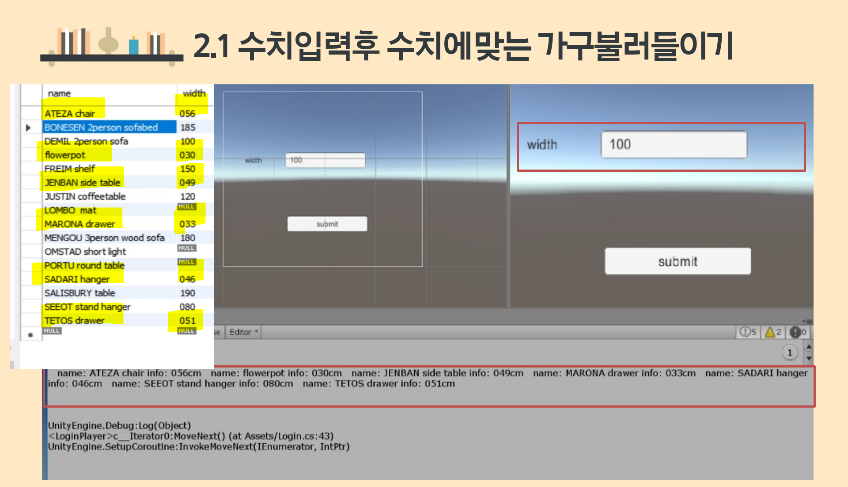 2.1 수치입력후 수치에맞는 가구불러들이기
name width
ATEZA chair 056
BONESEN 2person sofabed 185
DEMIL 2person sofa 100
flowerpot 030
FREIM shelf 150
JENBAN side table 049
JUSTIN coffeetable 120
LOMBO mat NULL
MARONA drawer 033
MENGOU 3person wood sofa 180
OMSTAD short light NULL
PORTU round table NULL
SADARI hanger 046
SALISBURY table 190
SEEOT stand hanger 080
TETOS drawer 051
NULL NULL
width 100
submit
width 100
submit
se Editor
5 2 0
1
name: ATEZA chair info: 056cm name: flowerpot info: 030cm name: JENBAN side table info: 049cm name: MARONA drawer info: 033cm name: SADARI hanger
info: 046cm name: SEEOT stand hanger info: 080cm name: TETOS drawer info: 051cm
UnityEngine.Debug:Log(Object)
<LoginPlayer>c__Iterator0:MoveNext() (at Assets/Login.cs:43)
UnityEngine.SetupCoroutine:InvokeMoveNext(IEnumerator, IntPtr)